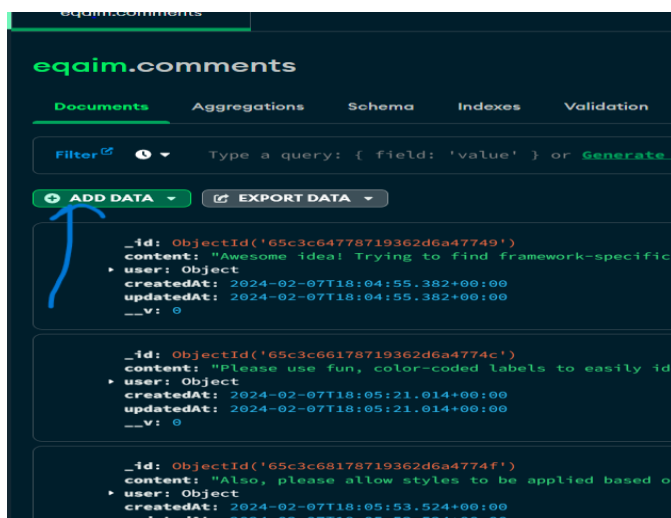 eqaim.comments
eqaim.comments
Documents Aggregations Schema Indexes Validation
Filter Type a query: { field: 'value' } or Generate
ADD DATA EXPORT DATA
_id: ObjectId('65c3c64778719362d6a47749')
content: "Awesome idea! Trying to find framework-specific
user: Object
createdAt: 2024-02-07T18:04:55.382+00:00
updatedAt: 2024-02-07T18:04:55.382+00:00
__v: 0
_id: ObjectId('65c3c66178719362d6a4774c')
content: "Please use fun, color-coded labels to easily id
user: Object
createdAt: 2024-02-07T18:05:21.014+00:00
updatedAt: 2024-02-07T18:05:21.014+00:00
__v: 0
_id: ObjectId('65c3c68178719362d6a4774f')
content: "Also, please allow styles to be applied based o
user: Object
createdAt: 2024-02-07T18:05:53.524+00:00